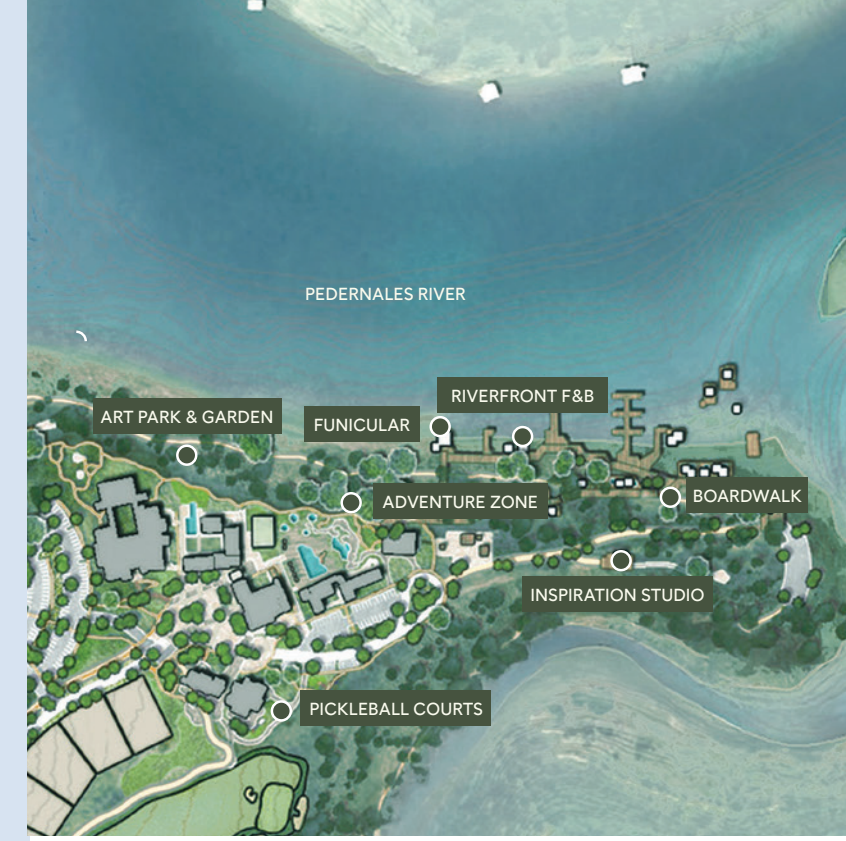 PEDERNALES RIVER
RIVERFRONT F&B
ART PARK & GARDEN
FUNICULAR
ADVENTURE ZONE
BOARDWALK
INSPIRATION STUDIO
PICKLEBALL COURTS